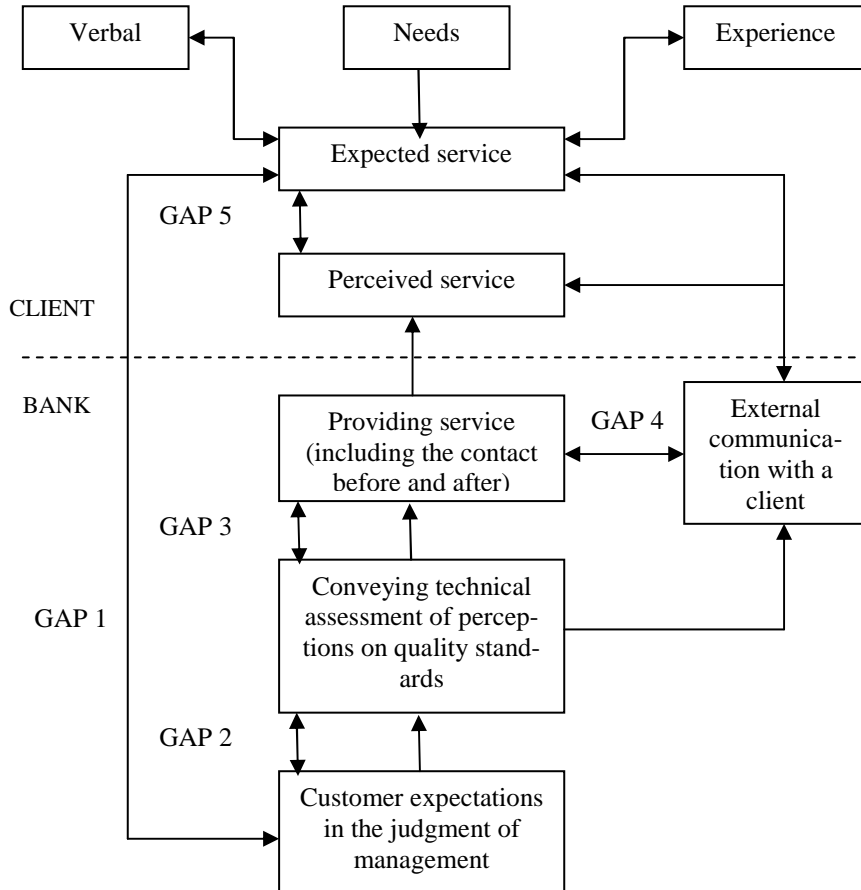 Verbal
Needs
Experience
Expected service
GAP 5
Perceived service
CLIENT
BANK
Providing service
(including the contact
before and after)
GAP 4
External
communica-
tion with a
client
GAP 3
Conveying technical
assessment of percep-
tions on quality stand-
ards
GAP 1
GAP 2
Customer expectations
in the judgment of
management